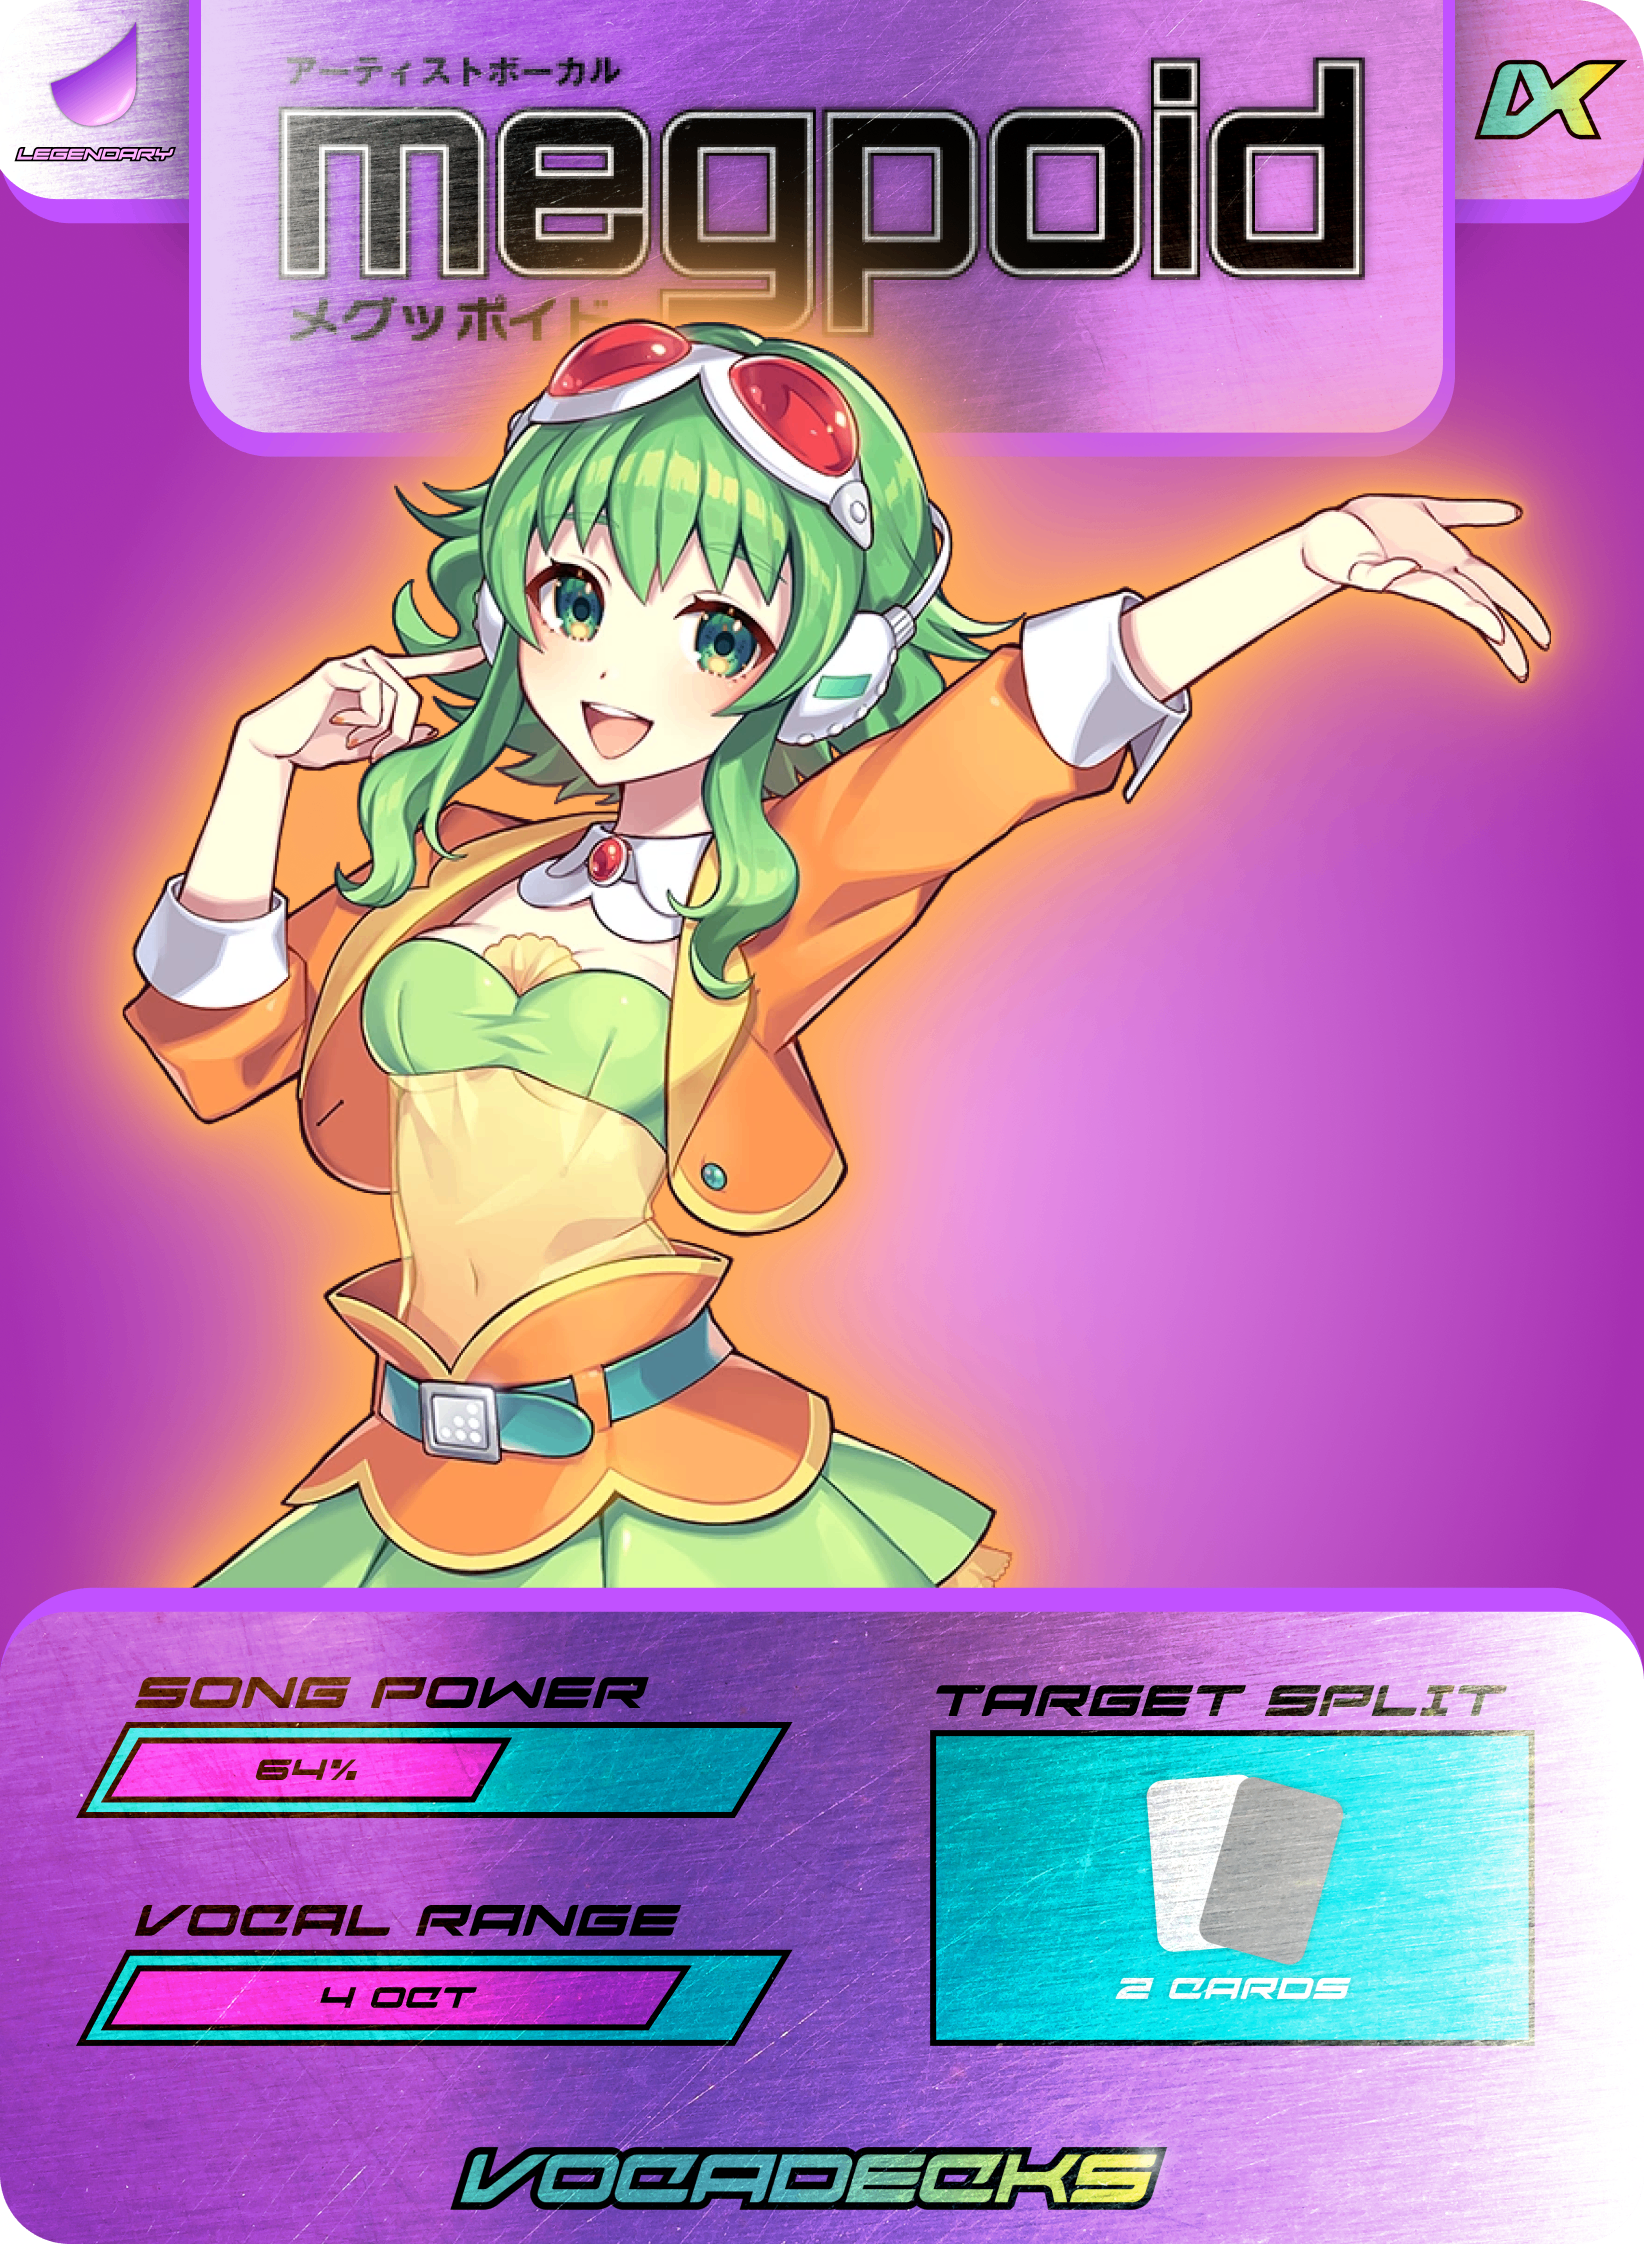 LEGENDARY
アーティストボーカル
megpoid
メグッポイド
DX
SONG POWER
64%
TARGET SPLIT
2 CARDS
VOCAL RANGE
4 OCT
VOCADECKS